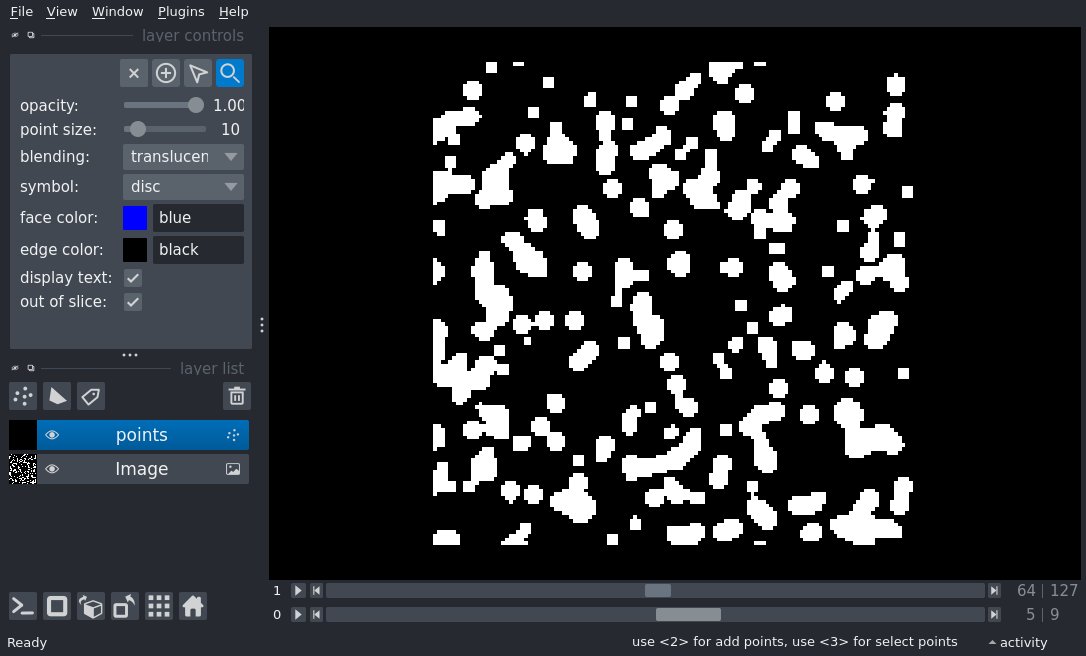 File View Window Plugins Help
layer controls
opacity: 1.00
point size: 10
blending: translucen
symbol: disc
face color: blue
edge color: black
display text:
out of slice:
layer list
points
Image
1 64 | 127
0 5 | 9
Ready use <2> for add points, use <3> for select points activity